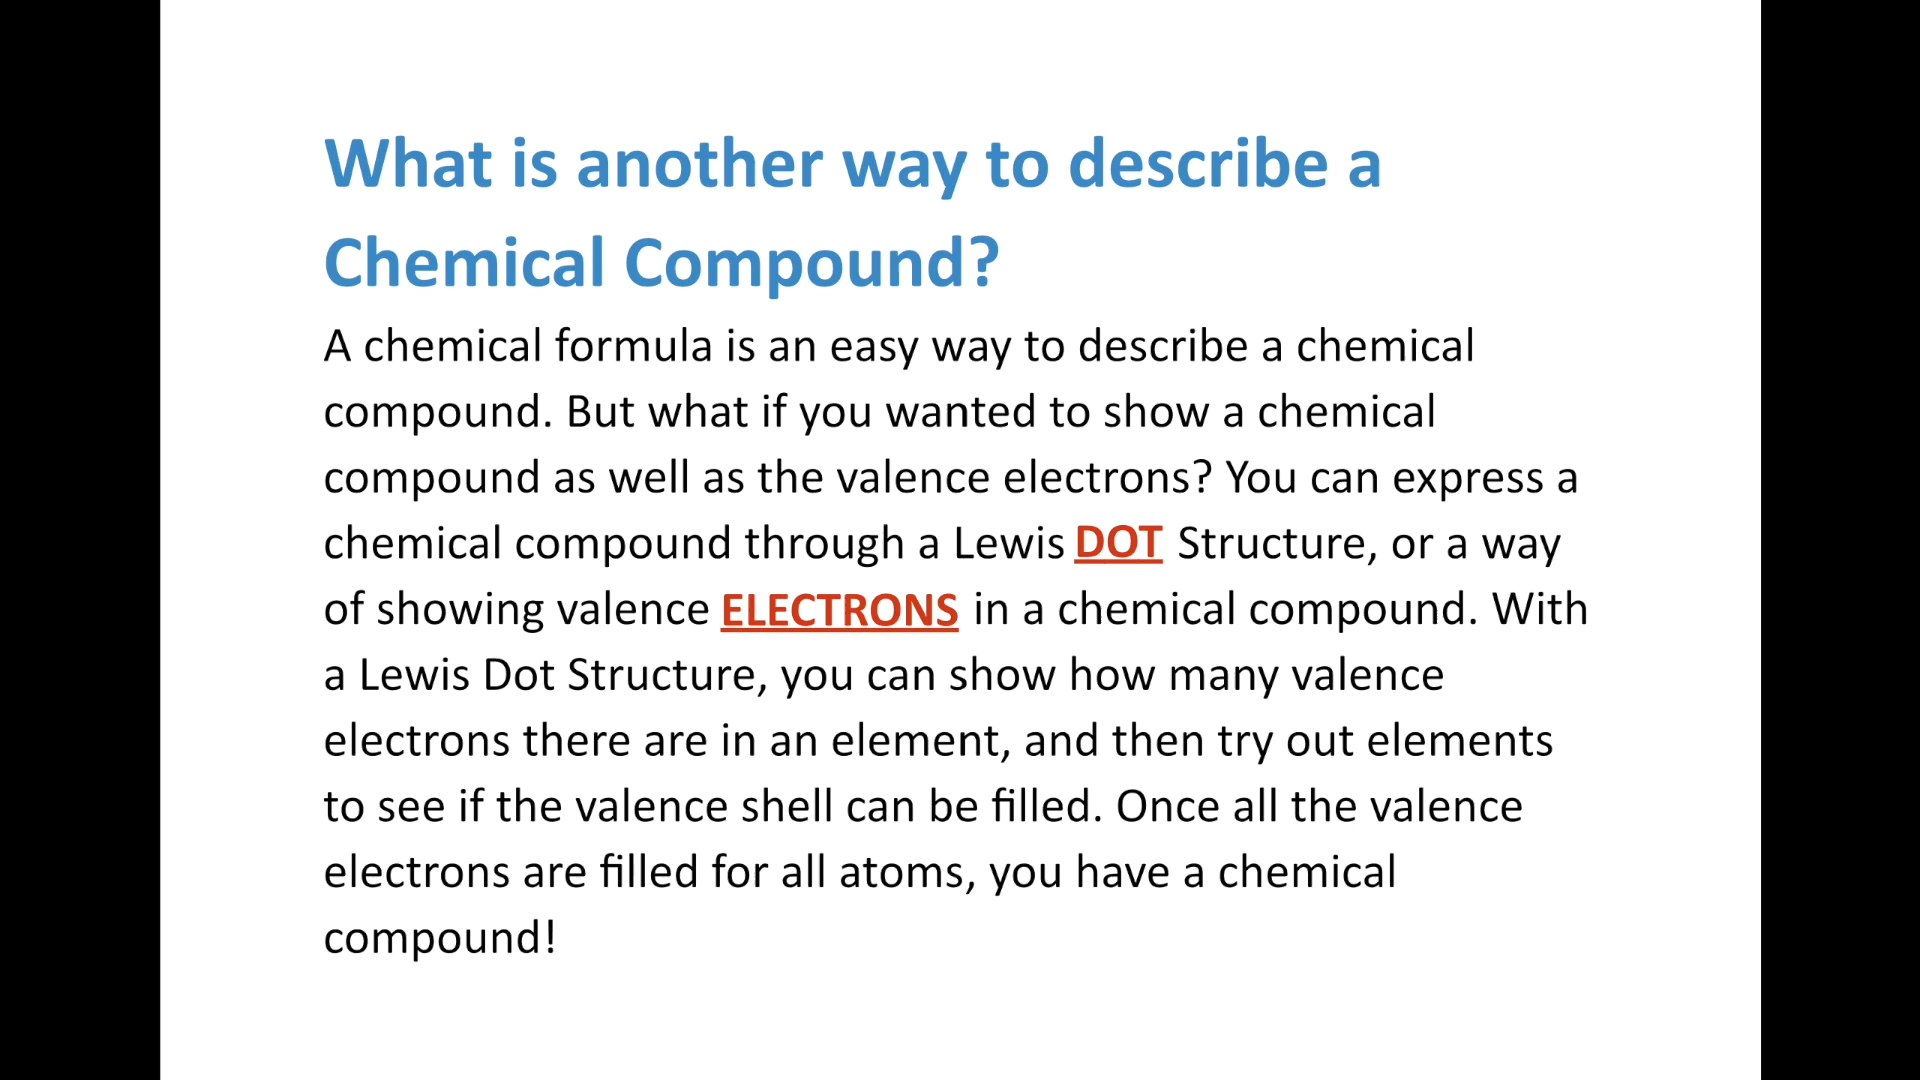 What is another way to describe a
Chemical Compound?
A chemical formula is an easy way to describe a chemical
compound. But what if you wanted to show a chemical
compound as well as the valence electrons? You can express a
chemical compound through a Lewis DOT Structure, or a way
of showing valence ELECTRONS in a chemical compound. With
a Lewis Dot Structure, you can show how many valence
electrons there are in an element, and then try out elements
to see if the valence shell can be filled. Once all the valence
electrons are filled for all atoms, you have a chemical
compound!